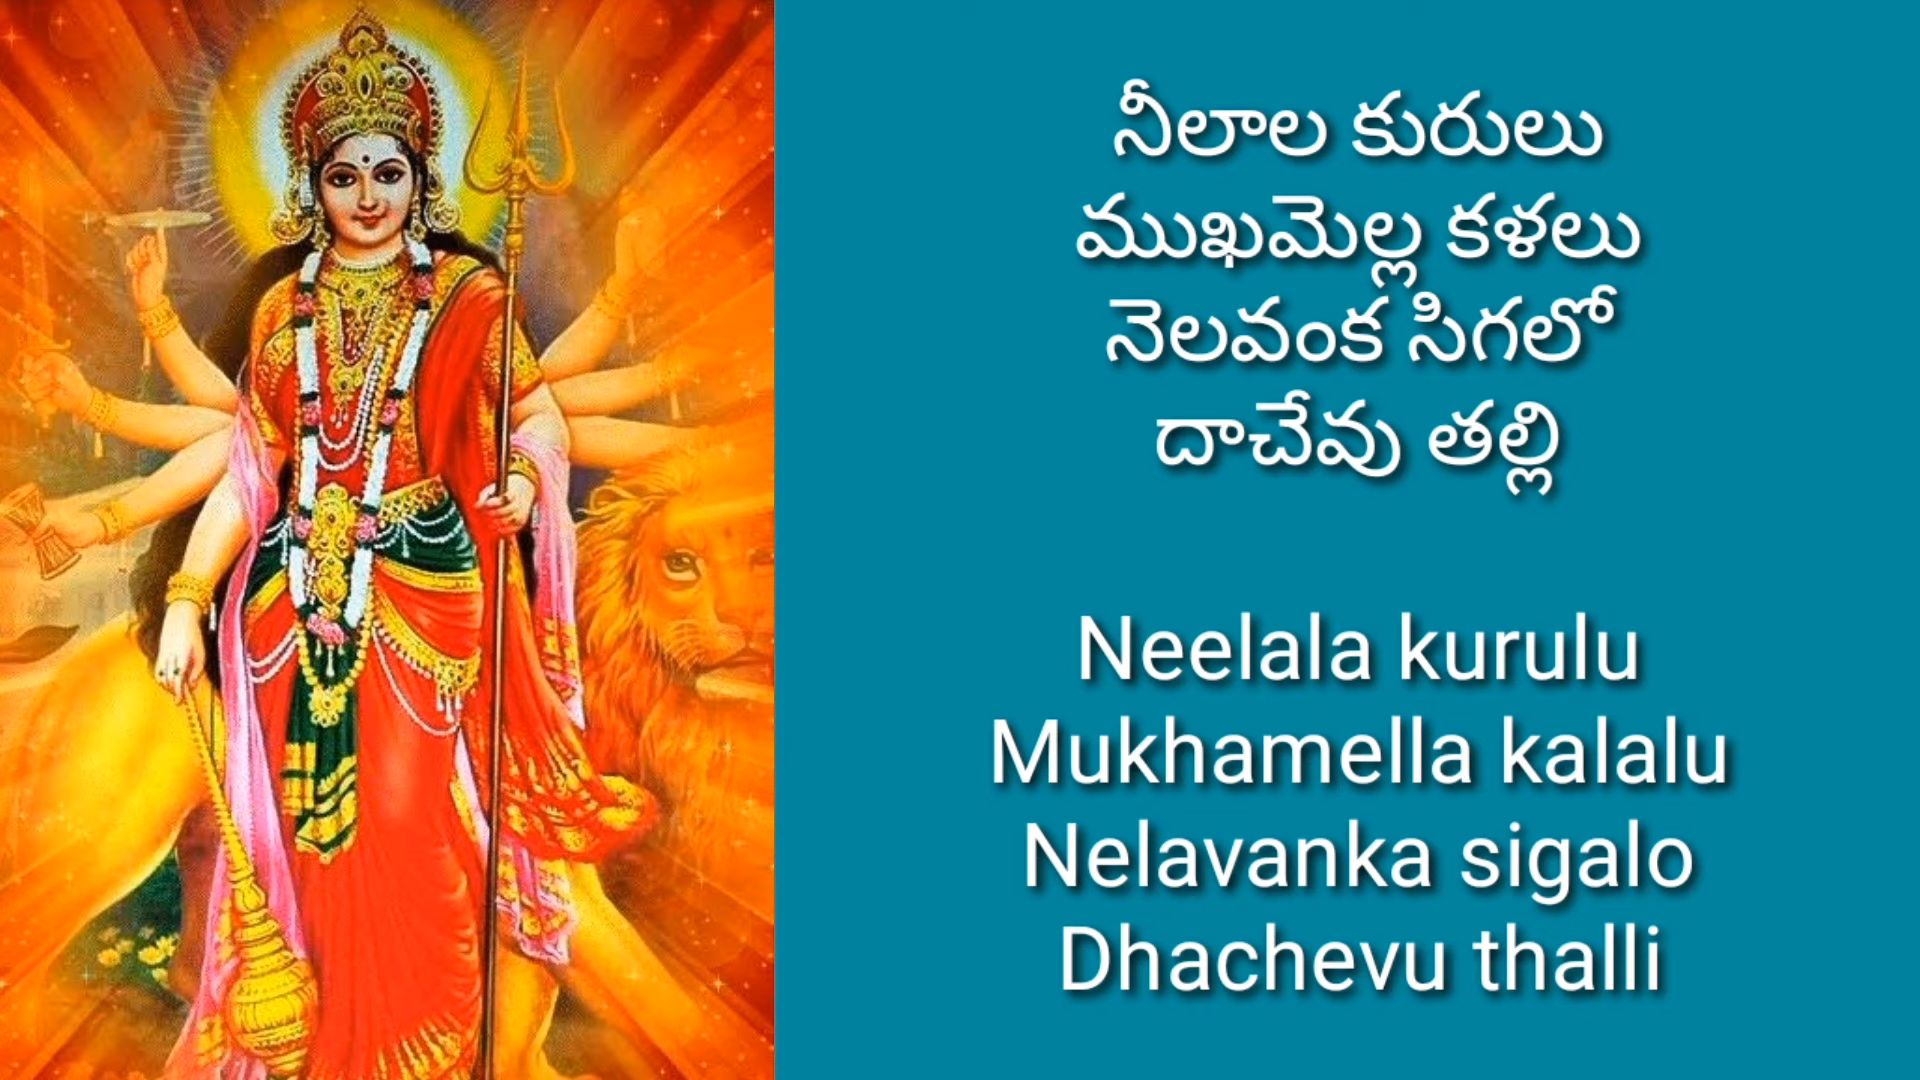 నీలాల కురులు
ముఖమెల్ల కళలు
నెలవంక సిగలో
దాచేవు తల్లి
Neelala kurulu
Mukhamella kalalu
Nelavanka sigalo
Dhachevu thalli